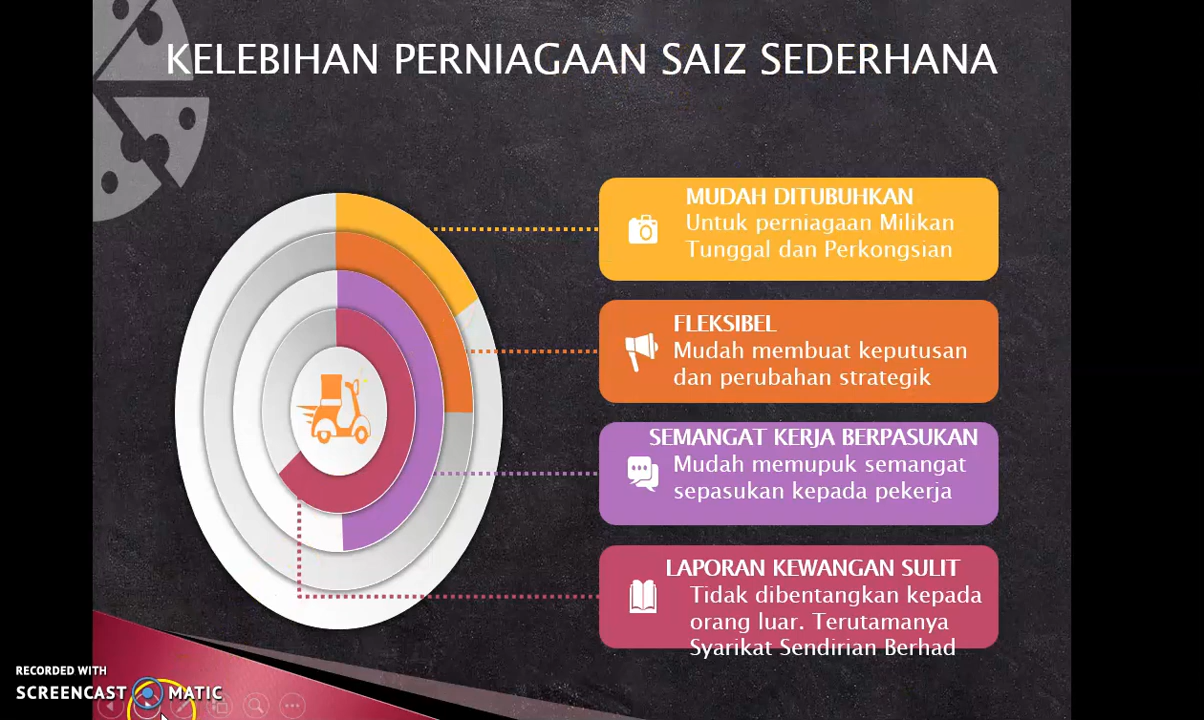 KELEBIHAN PERNIAGAAN SAIZ SEDERHANA
MUDAH DITUBUHKAN
Untuk perniagaan Milikan
Tunggal dan Perkongsian
FLEKSIBEL
Mudah membuat keputusan
dan perubahan strategik
SEMANGAT KERJA BERPASUKAN
Mudah memupuk semangat
sepasukan kepada pekerja
LAPORAN KEWANGAN SULIT
Tidak dibentangkan kepada
orang luar. Terutamanya
Syarikat Sendirian Berhad
RECORDED WITH
SCREENCAST MATIC